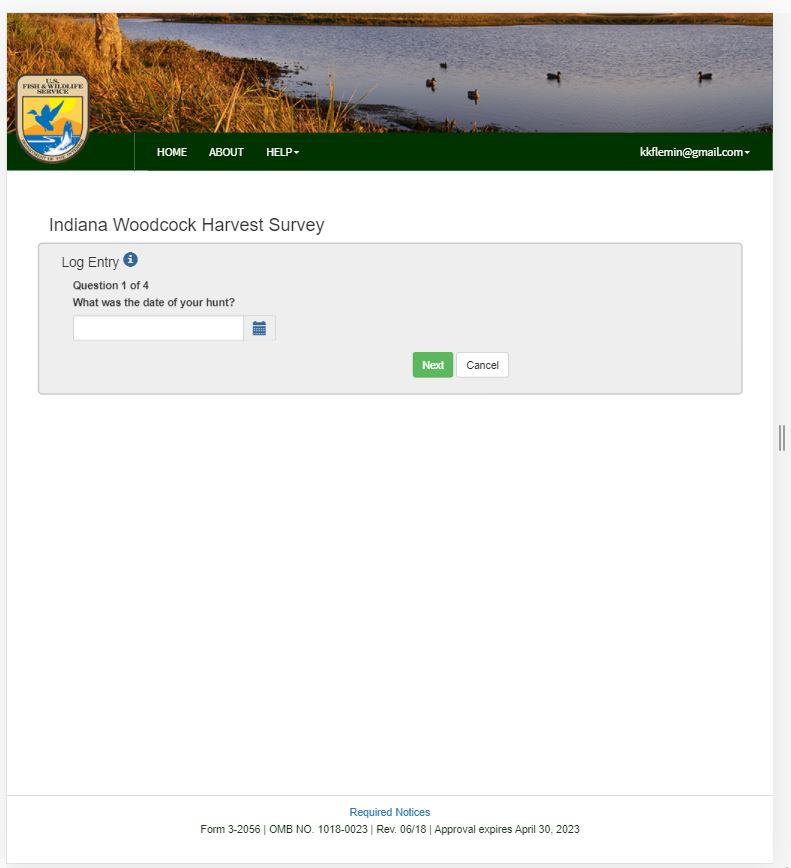 U.S.
FISH & WILDLIFE
SERVICE
HOME ABOUT HELP kkflemin@gmail.com
Indiana Woodcock Harvest Survey
Log Entry
Question 1 of 4
What was the date of your hunt?
Next Cancel
Required Notices
Form 3-2056 | OMB NO. 1018-0023 | Rev. 06/18 | Approval expires April 30, 2023